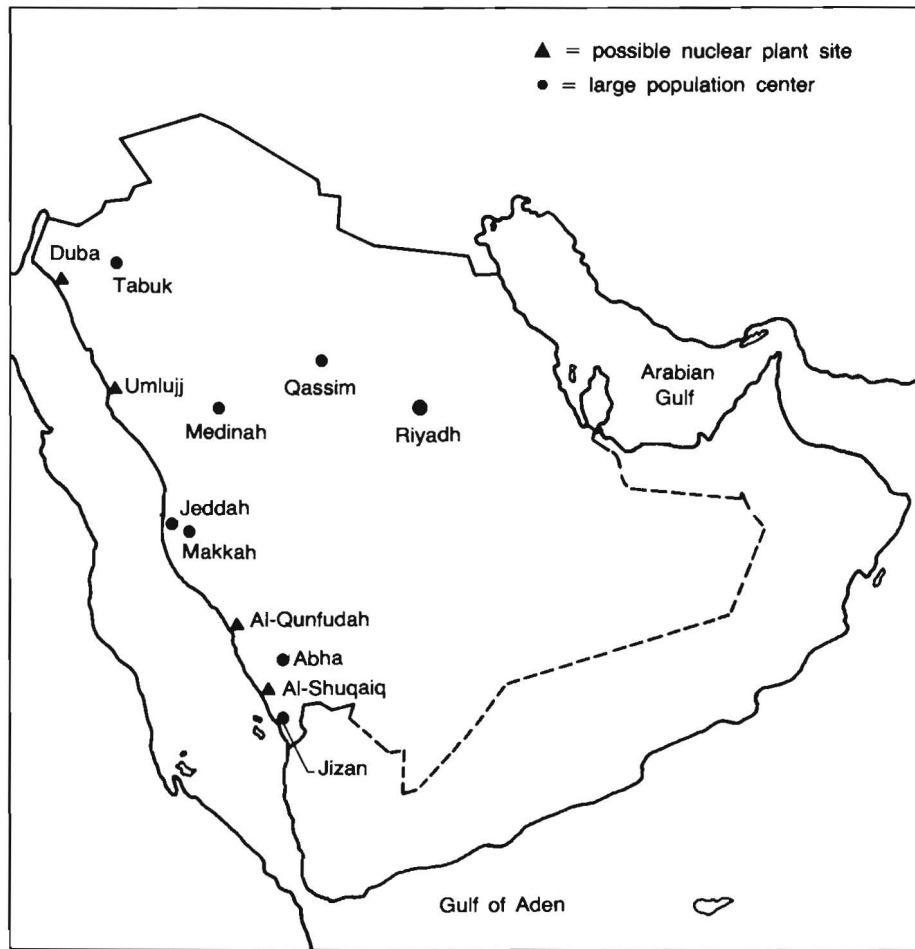 ▲ = possible nuclear plant site
● = large population center
Duba
Tabuk
Umlujj
Qassim
Medinah
Riyadh
Arabian
Gulf
Jeddah
Makkah
Al-Qunfudah
Abha
Al-Shuqaiq
Jizan
Gulf of Aden